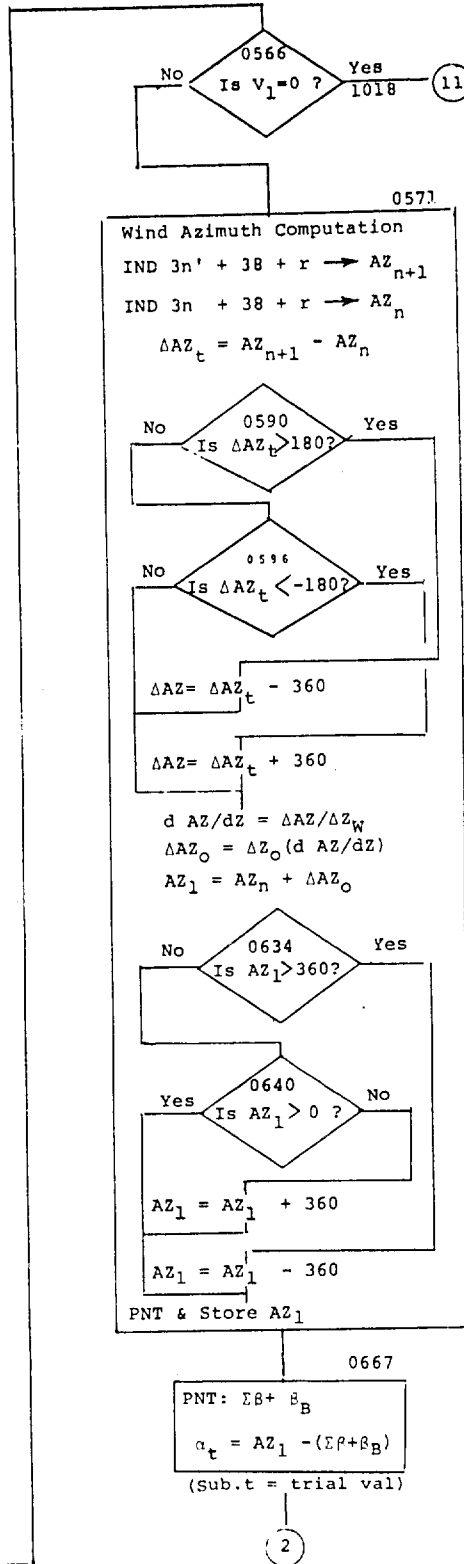 0566
No
Yes
Is V₁=0 ?
1018
11
0571
Wind Azimuth Computation
IND 3n' + 38 + r → AZₙ₊₁
IND 3n + 38 + r → AZₙ
ΔAZₜ = AZₙ₊₁ - AZₙ
No
0590
Yes
Is ΔAZₜ>180?
0596
No
Yes
Is ΔAZₜ <-180?
ΔAZ= ΔAZₜ - 360
ΔAZ= ΔAZₜ + 360
d AZ/dZ = ΔAZ/ΔZ_W
ΔAZₒ = ΔZₒ(d AZ/dZ)
AZ₁ = AZₙ + ΔAZₒ
No
0634
Yes
Is AZ₁>360?
0640
Yes
No
Is AZ₁> 0 ?
AZ₁ = AZ₁ + 360
AZ₁ = AZ₁ - 360
PNT & Store AZ₁
0667
PNT: Σβ+ β_B
αₜ = AZ₁ -(Σβ+β_B)
(Sub.t = trial val)
2